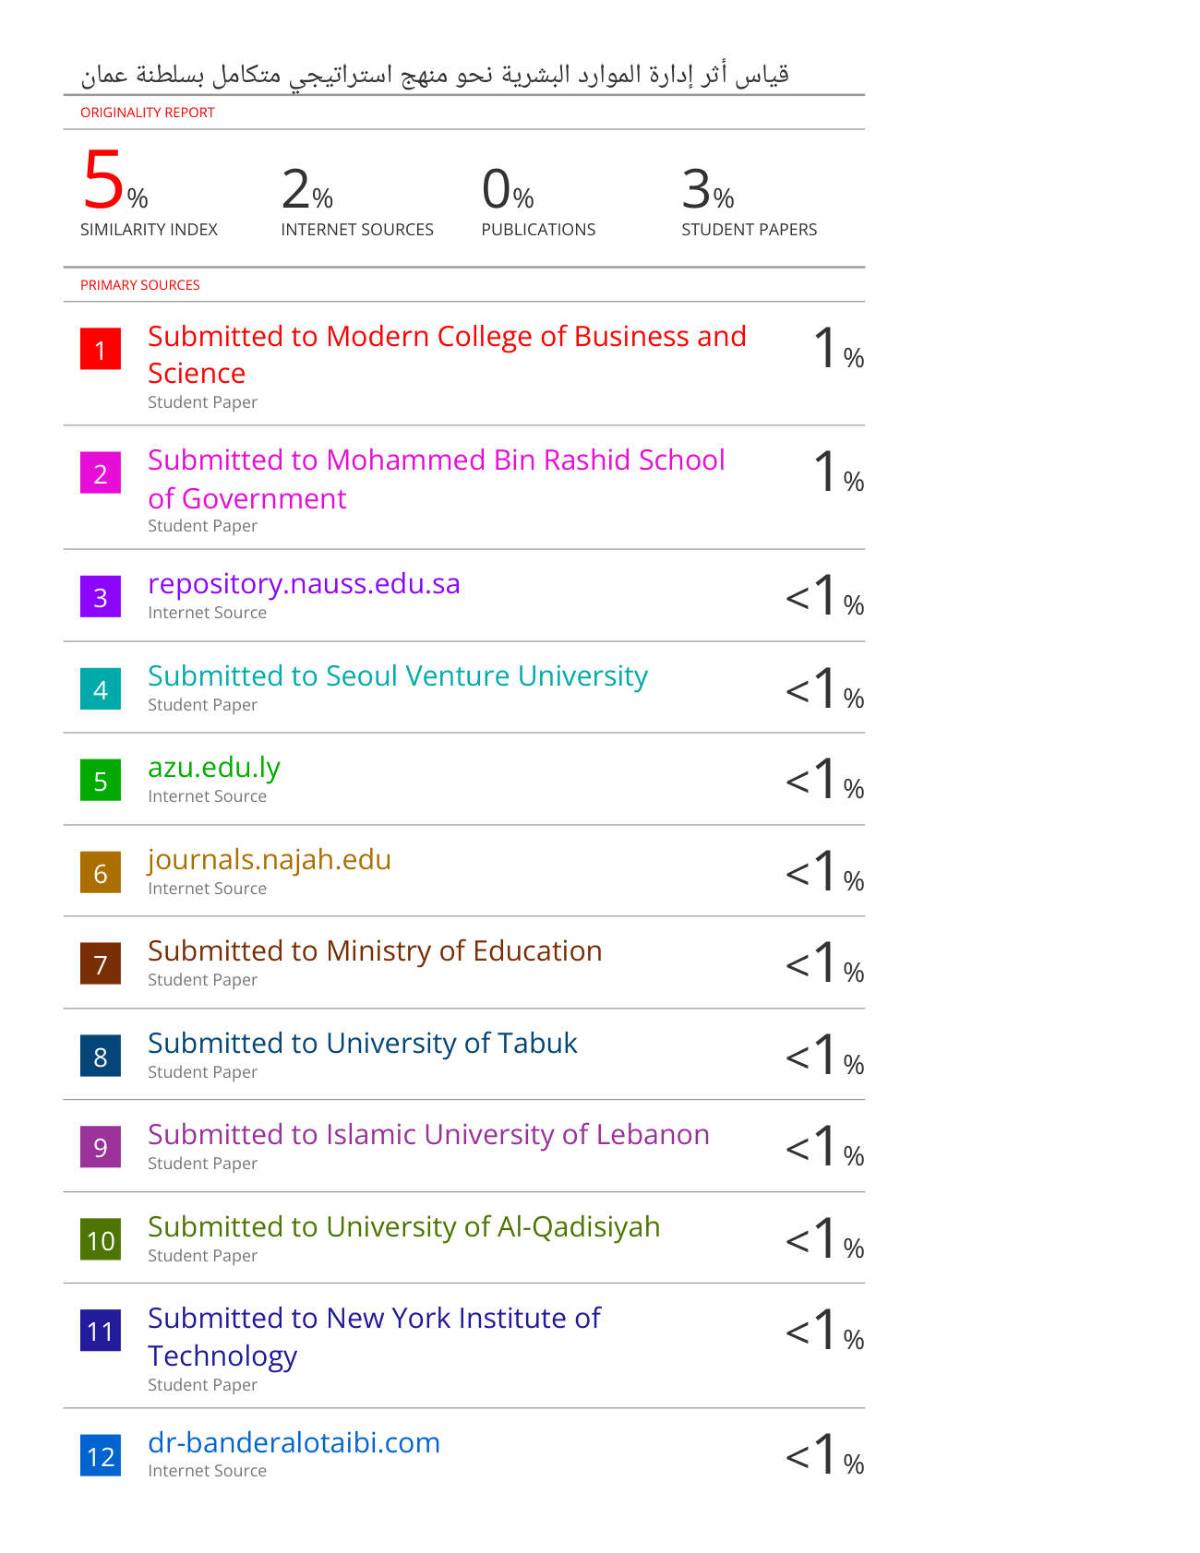 قياس أثر إدارة الموارد البشرية نحو منهج استراتيجي متكامل بسلطنة عمان
ORIGINALITY REPORT
5% 2% 0% 3%
SIMILARITY INDEX INTERNET SOURCES PUBLICATIONS STUDENT PAPERS
PRIMARY SOURCES
1 Submitted to Modern College of Business and 1%
Science
Student Paper
2 Submitted to Mohammed Bin Rashid School 1%
of Government
Student Paper
3 repository.nauss.edu.sa <1%
Internet Source
4 Submitted to Seoul Venture University <1%
Student Paper
5 azu.edu.ly <1%
Internet Source
6 journals.najah.edu <1%
Internet Source
7 Submitted to Ministry of Education <1%
Student Paper
8 Submitted to University of Tabuk <1%
Student Paper
9 Submitted to Islamic University of Lebanon <1%
Student Paper
10 Submitted to University of Al-Qadisiyah <1%
Student Paper
11 Submitted to New York Institute of <1%
Technology
Student Paper
12 dr-banderalotaibi.com <1%
Internet Source